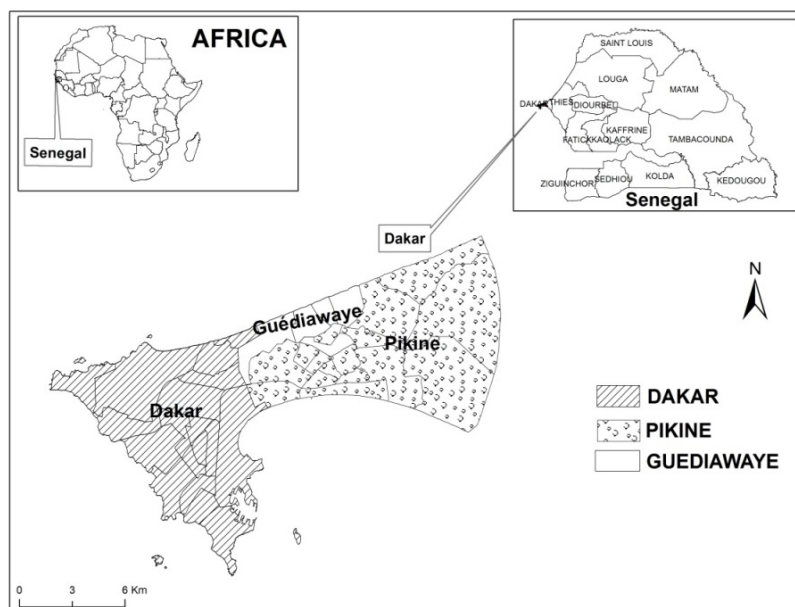 AFRICA
Senegal
SAINT LOUIS
LOUGA
MATAM
DAKAR
THIES
DIOURBEL
FATICK
KAOLACK
KAFFRINE
TAMBACOUNDA
ZIGUINCHOR
SEDHIOU
KOLDA
KEDOUGOU
Senegal
Dakar
N
Guédiawaye
Pikine
Dakar
DAKAR
PIKINE
GUEDIAWAYE
0 3 6 Km